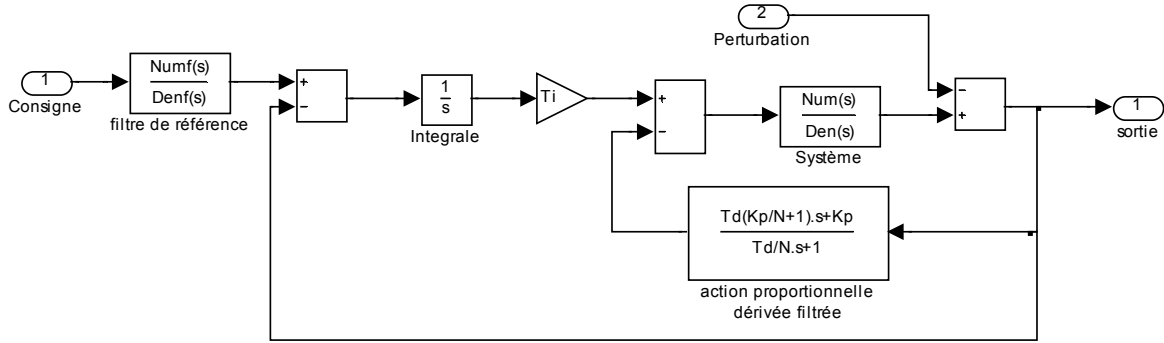 2
Perturbation
1
Consigne
Numf(s)
Denf(s)
filtre de référence
+
−
1
s
Integrale
Ti
+
−
Num(s)
Den(s)
Système
−
+
1
sortie
Td(Kp/N+1).s+Kp
Td/N.s+1
action proportionnelle
dérivée filtrée